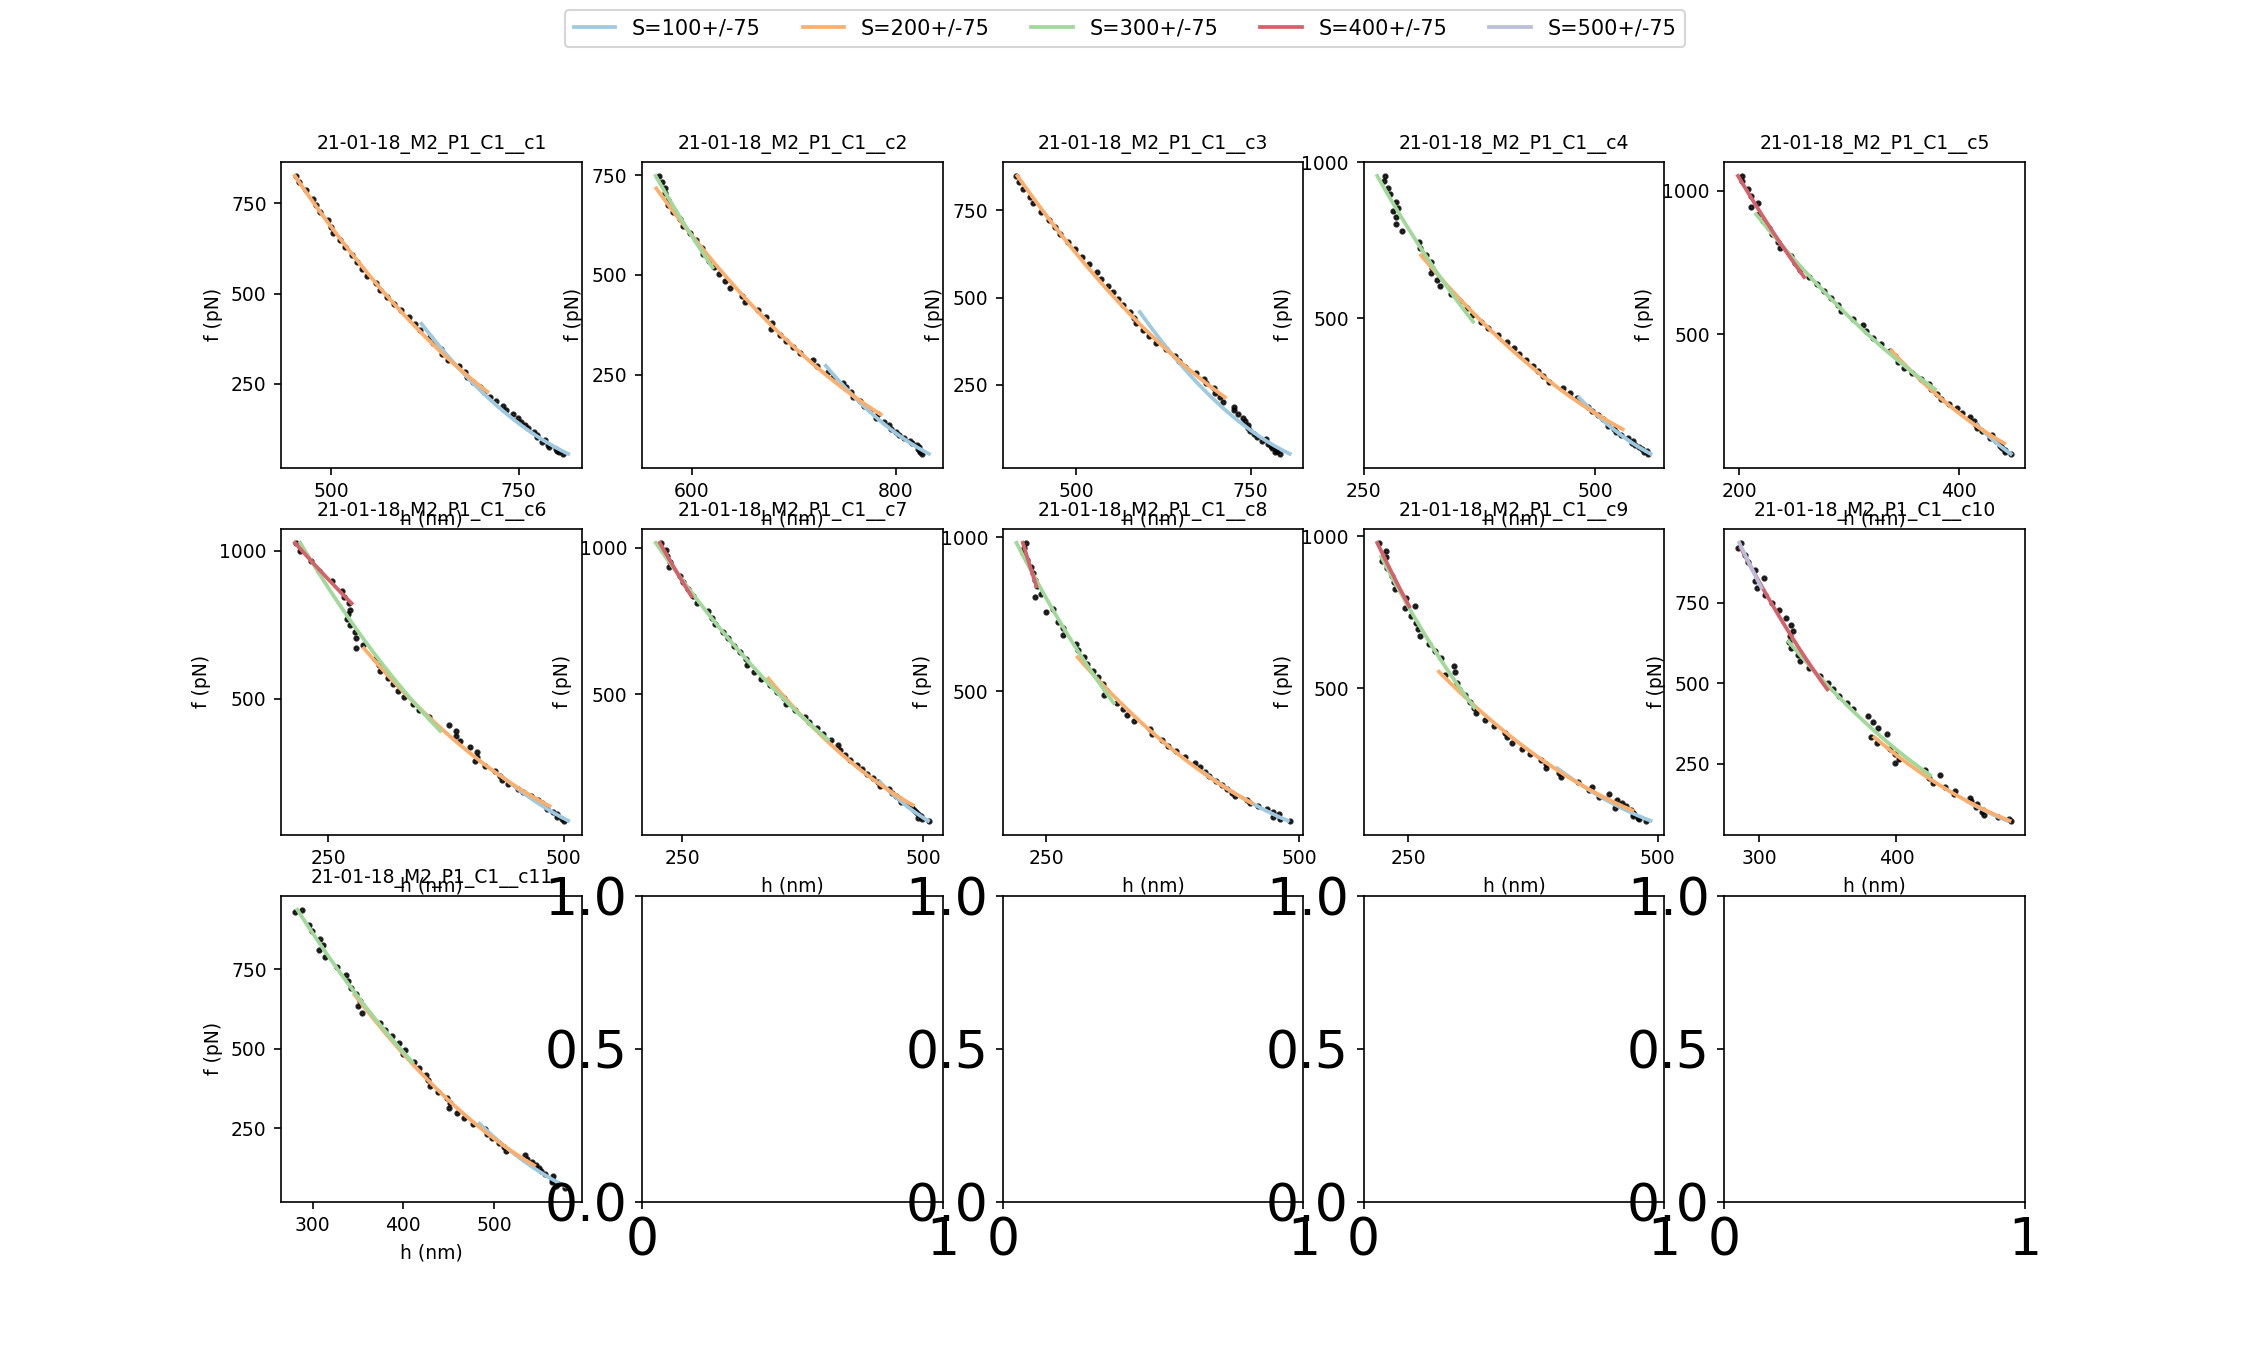 S=100+/-75 S=200+/-75 S=300+/-75 S=400+/-75 S=500+/-75
21-01-18_M2_P1_C1__c1 21-01-18_M2_P1_C1__c2 21-01-18_M2_P1_C1__c3 21-01-18_M2_P1_C1__c4 21-01-18_M2_P1_C1__c5
f (pN)
750
500
250
500 750
h (nm)
f (pN)
750
500
250
600 800
h (nm)
f (pN)
750
500
250
500 750
h (nm)
f (pN)
1000
500
250 500
h (nm)
f (pN)
1000
500
200 400
h (nm)
21-01-18_M2_P1_C1__c6 21-01-18_M2_P1_C1__c7 21-01-18_M2_P1_C1__c8 21-01-18_M2_P1_C1__c9 21-01-18_M2_P1_C1__c10
f (pN)
1000
500
250 500
h (nm)
f (pN)
1000
500
250 500
h (nm)
f (pN)
1000
500
250 500
h (nm)
f (pN)
1000
500
250 500
h (nm)
f (pN)
750
500
250
300 400
h (nm)
21-01-18_M2_P1_C1__c11
f (pN)
750
500
250
300 400 500
h (nm)
1.0
0.5
0.0
0 1
1.0
0.5
0.0
0 1
1.0
0.5
0.0
0 1
1.0
0.5
0.0
0 1